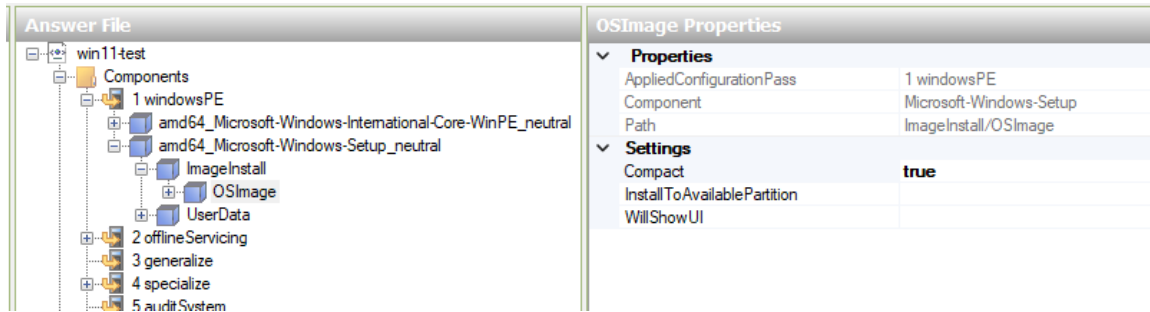 Answer File
win11-test
Components
1 windowsPE
amd64_Microsoft-Windows-International-Core-WinPE_neutral
amd64_Microsoft-Windows-Setup_neutral
ImageInstall
OSImage
UserData
2 offlineServicing
3 generalize
4 specialize
5 auditSystem
OSImage Properties
Properties
AppliedConfigurationPass 1 windowsPE
Component Microsoft-Windows-Setup
Path ImageInstall/OSImage
Settings
Compact true
InstallToAvailablePartition
WillShowUI